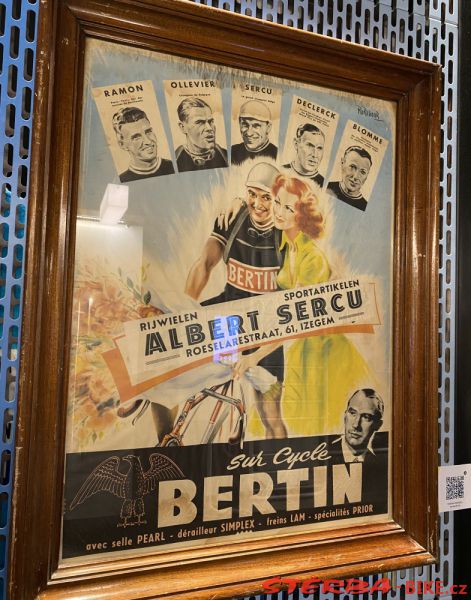 RAMON
OLLEVIER
SERCU
DECLERCK
BLOMME
BERTIN
RIJWIELEN
SPORTARTIKELEN
ALBERT SERCU
ROESELARESTRAAT, 61, IZEGEM
Sur Cycle
BERTIN
avec selle PEARL - dérailleur SIMPLEX - freins LAM - spécialités PRIOR
STERBA-BIKE.cz